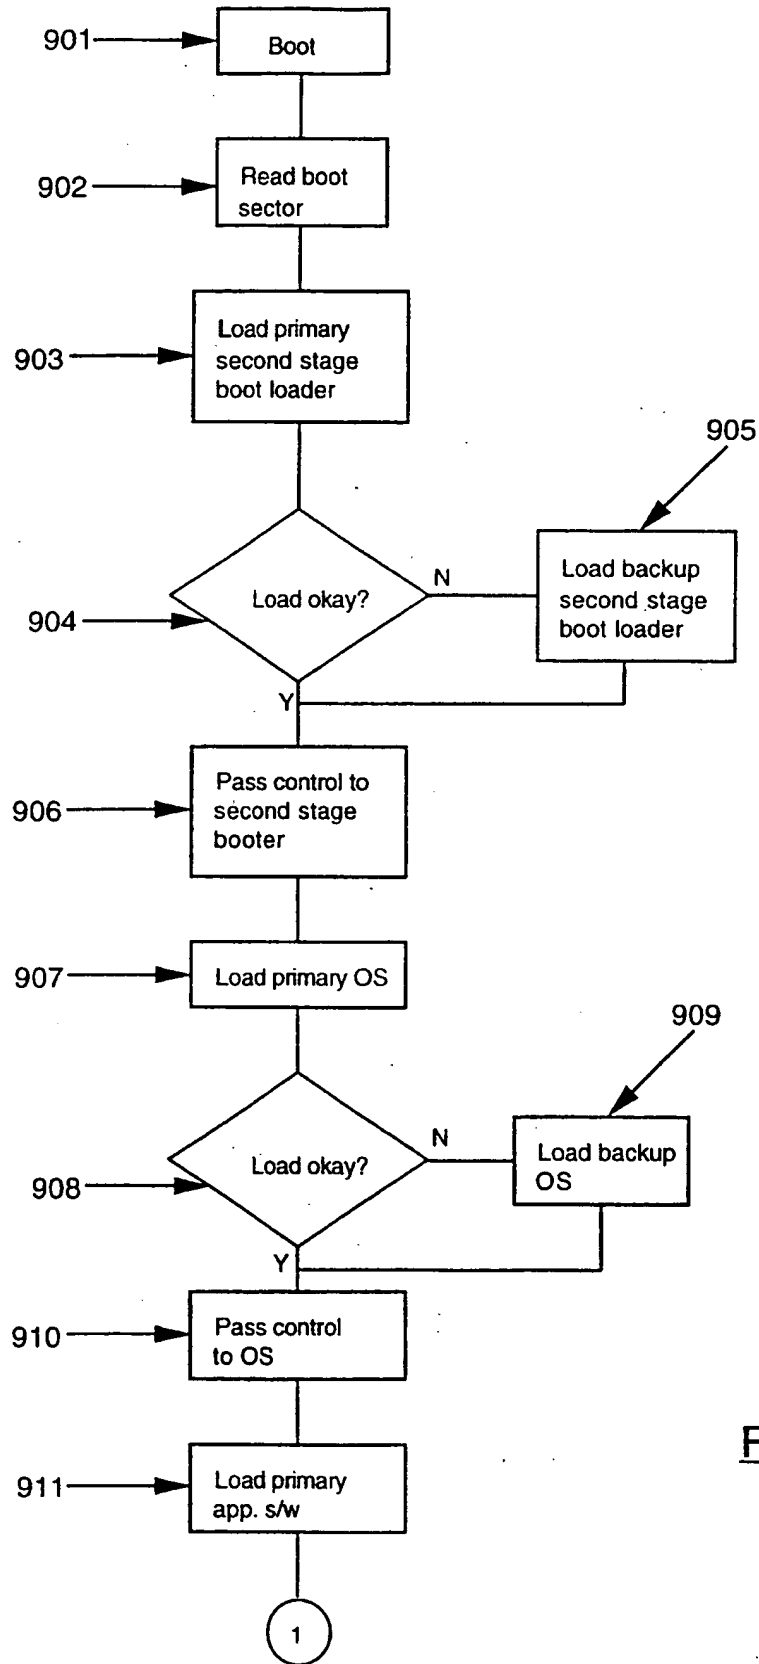 901
Boot
902
Read boot
sector
903
Load primary
second stage
boot loader
905
904
Load okay?
N
Load backup
second stage
boot loader
Y
906
Pass control to
second stage
booter
907
Load primary OS
909
908
Load okay?
N
Load backup
OS
Y
910
Pass control
to OS
911
Load primary
app. s/w
1